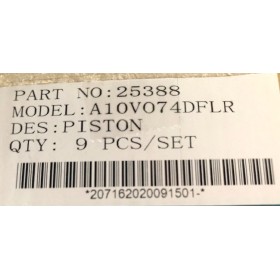 PART NO:25388
MODEL:A10VO74DFLR
DES:PISTON
QTY: 9 PCS/SET
*207162020091501-*